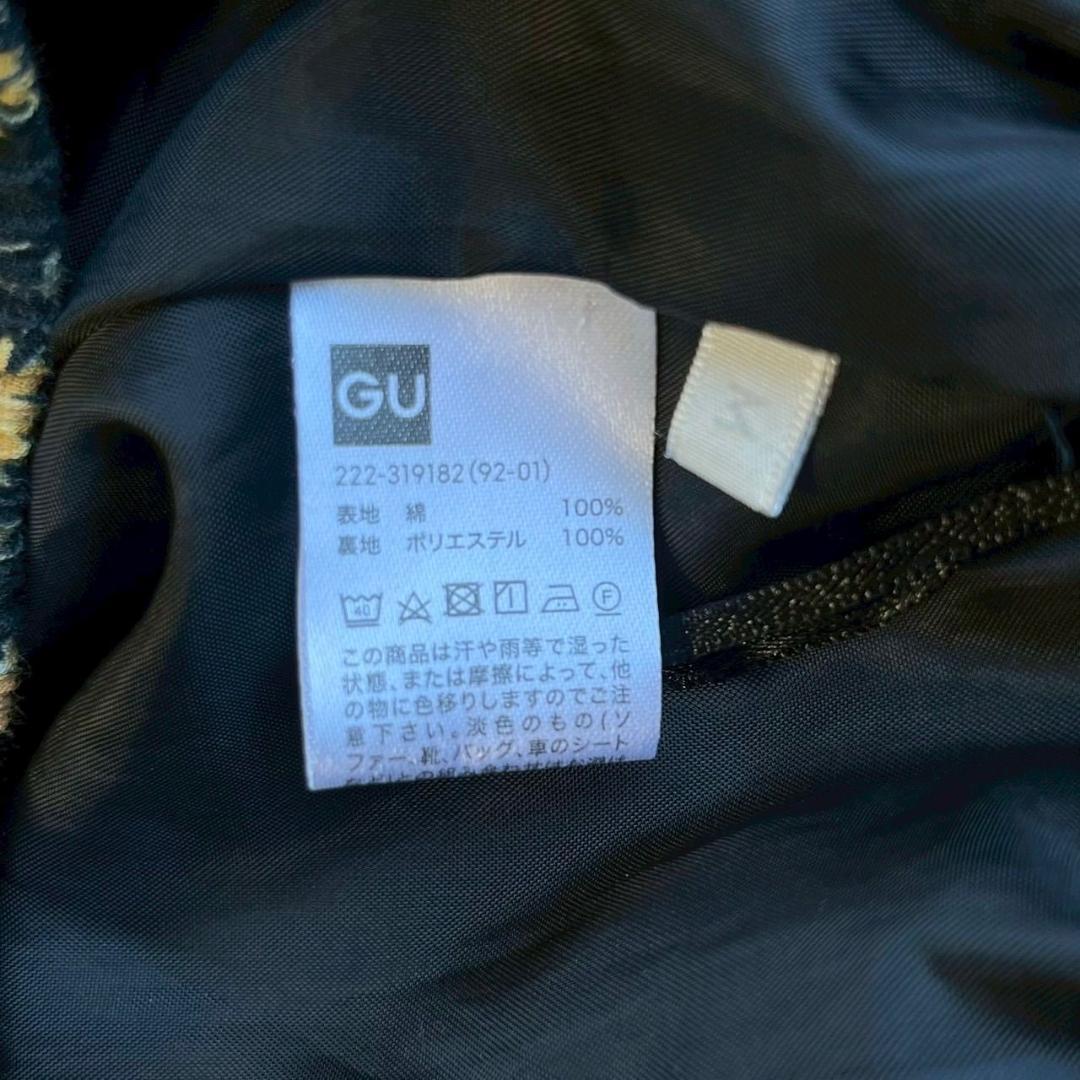 GU
222-319182(92-01)
表地 綿 100%
裏地 ポリエステル 100%
40
F
この商品は汗や雨等で湿った
状態、または摩擦によって、他
の物に色移りしますのでご注
意下さい。淡色のもの(ソ
ファー、靴、バッグ、車のシート
M